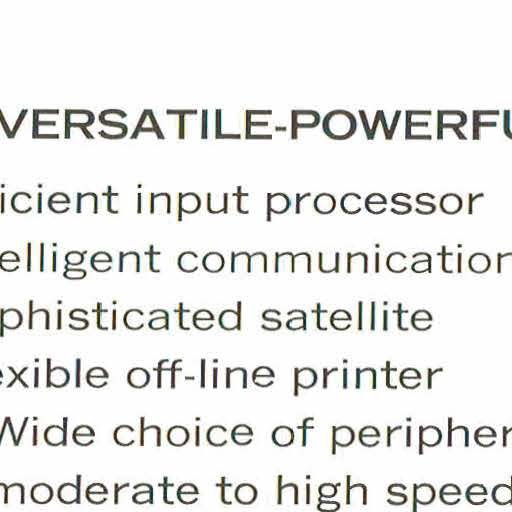 VERSATILE-POWERFU
icient input processor
elligent communication
phisticated satellite
exible off-line printer
Wide choice of peripher
moderate to high speed